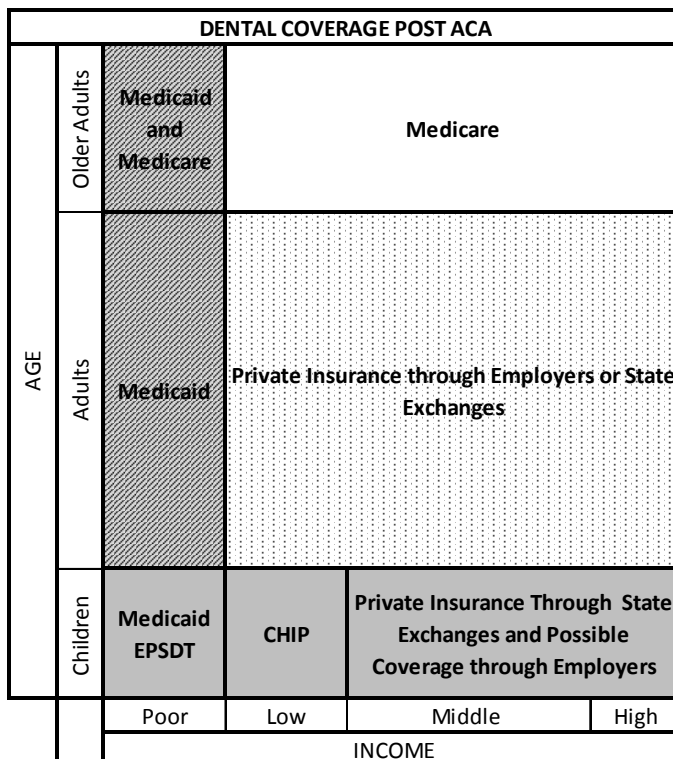 DENTAL COVERAGE POST ACA
AGE
Older Adults
Medicaid
and
Medicare
Medicare
Adults
Medicaid
Private Insurance through Employers or State
Exchanges
Children
Medicaid
EPSDT
CHIP
Private Insurance Through State
Exchanges and Possible
Coverage through Employers
Poor
Low
Middle
High
INCOME